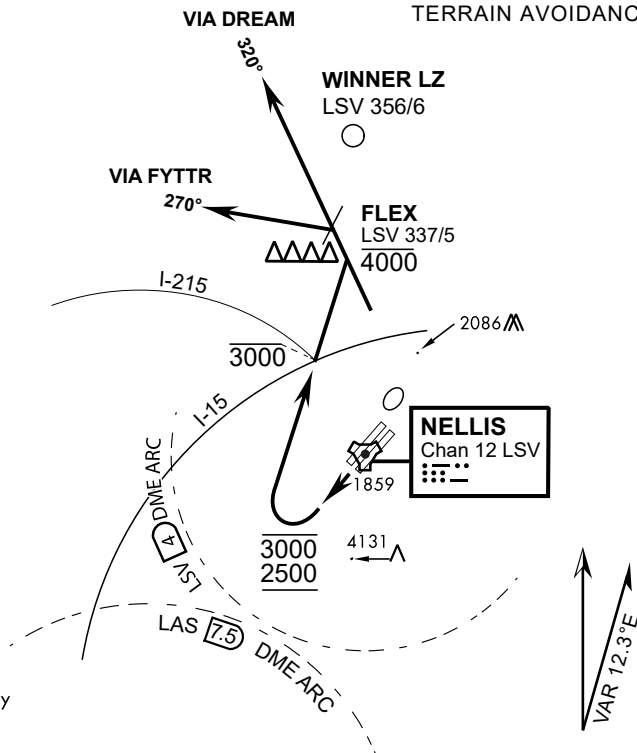 TERRAIN AVOIDANC
VIA DREAM
320°
WINNER LZ
LSV 356/6
VIA FYTTR
270°
FLEX
LSV 337/5
4000
I-215
2086
3000
I-15
NELLIS
Chan 12 LSV
1859
LSV 4 DME ARC
3000
2500
4131
LAS 7.5 DME ARC
VAR 12.3°E
y